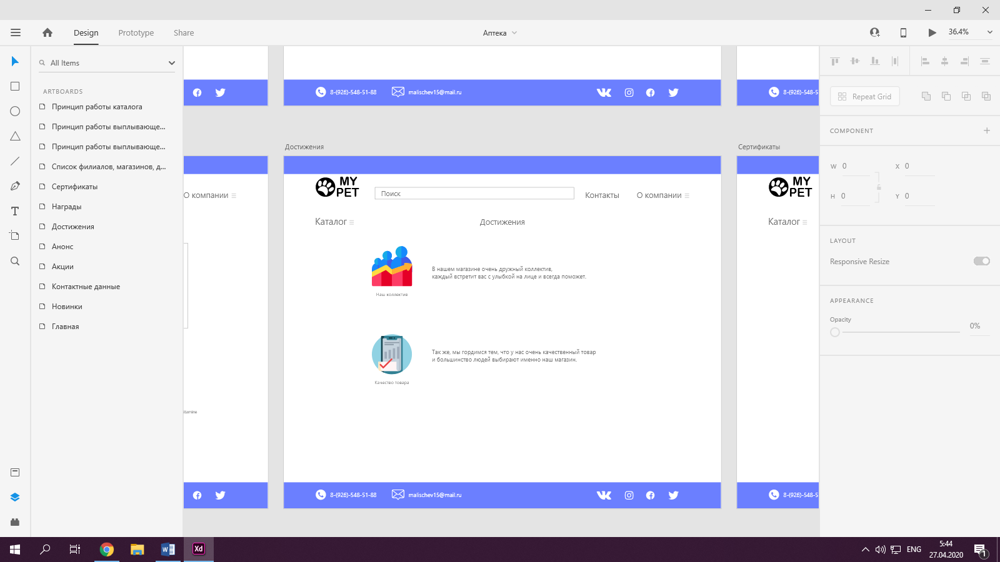 Design
Prototype
Share
Аптека
36.4%
All Items
ARTBOARDS
Принцип работы каталога
Принцип работы выплывающе...
Принцип работы выплывающе...
Список филиалов, магазинов, д...
Сертификаты
Награды
Достижения
Анонс
Акции
Контактные данные
Новинки
Главная
8-(926)-548-51-88
malischev15@mail.ru
8-(926)-548-5
Достижения
Сертификаты
О компании
MY PET
Поиск
Контакты
О компании
MY PET
Каталог
Достижения
Каталог
В нашем магазине очень дружный коллектив,
каждый встретит вас с улыбкой на лице и всегда поможет.
Наш коллектив
Так же, мы гордимся тем, что у нас очень качественный товар
и большинство людей выбирают именно наш магазин.
Качество товара
itamine
8-(926)-548-51-88
malischev15@mail.ru
8-(926)-548-5
Repeat Grid
COMPONENT
W 0
X 0
H 0
Y 0
LAYOUT
Responsive Resize
APPEARANCE
Opacity
0%
Xd
ENG
5:44
27.04.2020
1